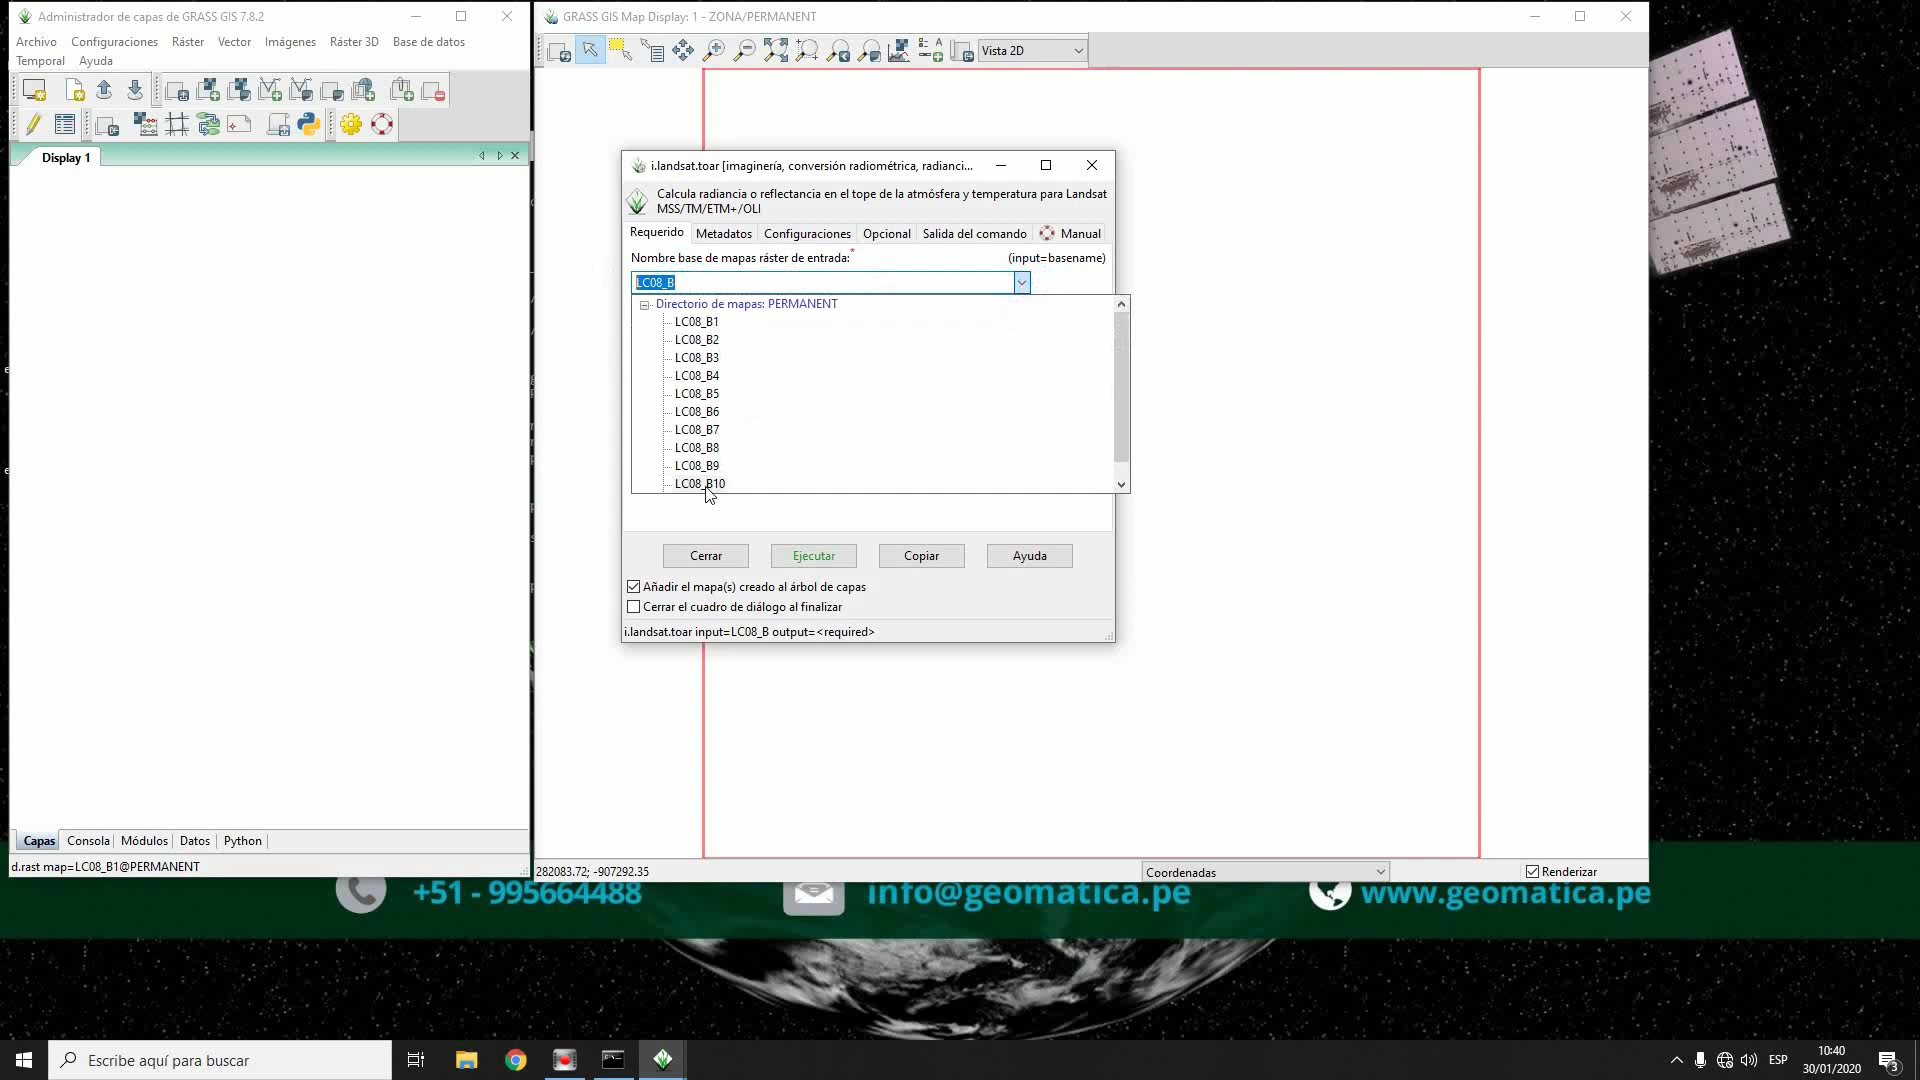 Administrador de capas de GRASS GIS 7.8.2
Archivo Configuraciones Ráster Vector Imágenes Ráster 3D Base de datos
Temporal Ayuda
Display 1
Capas Consola Módulos Datos Python
d.rast map=LC08_B1@PERMANENT
GRASS GIS Map Display: 1 - ZONA/PERMANENT
Vista 2D
i.landsat.toar [imaginería, conversión radiométrica, radianci...
Calcula radiancia o reflectancia en el tope de la atmósfera y temperatura para Landsat
MSS/TM/ETM+/OLI
Requerido Metadatos Configuraciones Opcional Salida del comando Manual
Nombre base de mapas ráster de entrada:* (input=basename)
LC08_B
Directorio de mapas: PERMANENT
LC08_B1
LC08_B2
LC08_B3
LC08_B4
LC08_B5
LC08_B6
LC08_B7
LC08_B8
LC08_B9
LC08_B10
Cerrar Ejecutar Copiar Ayuda
Añadir el mapa(s) creado al árbol de capas
Cerrar el cuadro de diálogo al finalizar
i.landsat.toar input=LC08_B output=<required>
282083.72; -907292.35 Coordenadas Renderizar
+51 - 995664488 info@geomatica.pe www.geomatica.pe
Escribe aquí para buscar
ESP
10:40
30/01/2020
3